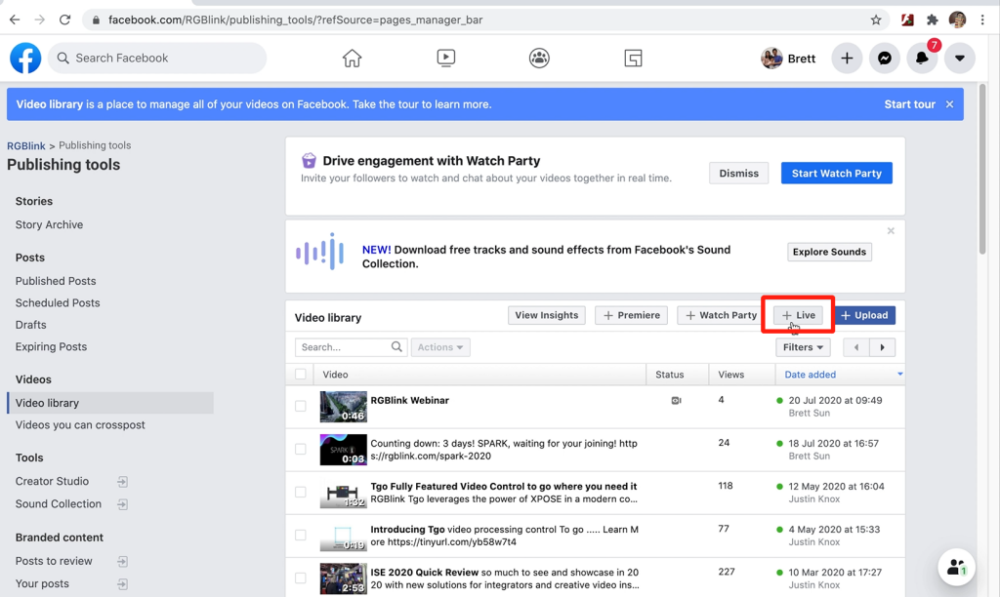 facebook.com/RGBlink/publishing_tools/?refSource=pages_manager_bar
Search Facebook
Brett
7
Video library is a place to manage all of your videos on Facebook. Take the tour to learn more.
Start tour
RGBlink > Publishing tools
Publishing tools
Stories
Story Archive
Posts
Published Posts
Scheduled Posts
Drafts
Expiring Posts
Videos
Video library
Videos you can crosspost
Tools
Creator Studio
Sound Collection
Branded content
Posts to review
Your posts
Drive engagement with Watch Party
Invite your followers to watch and chat about your videos together in real time.
Dismiss
Start Watch Party
NEW! Download free tracks and sound effects from Facebook's Sound
Collection.
Explore Sounds
Video library
View Insights
+ Premiere
+ Watch Party
+ Live
+ Upload
Search...
Actions
Filters
Video
Status
Views
Date added
0:46
RGBlink Webinar
4
20 Jul 2020 at 09:49
Brett Sun
SPARK
0:03
Counting down: 3 days! SPARK, waiting for your joining! http
s://rgblink.com/spark-2020
24
18 Jul 2020 at 16:57
Brett Sun
1:32
Tgo Fully Featured Video Control to go where you need it
RGBlink Tgo leverages the power of XPOSE in a modern co...
118
12 May 2020 at 16:04
Justin Knox
0:19
Introducing Tgo video processing control To go ..... Learn M
ore https://tinyurl.com/yb58w7t4
77
4 May 2020 at 15:33
Justin Knox
2:53
ISE 2020 Quick Review so much to see and showcase in 20
20 with new solutions for integrators and creative video ins...
227
10 Mar 2020 at 17:27
Justin Knox
1